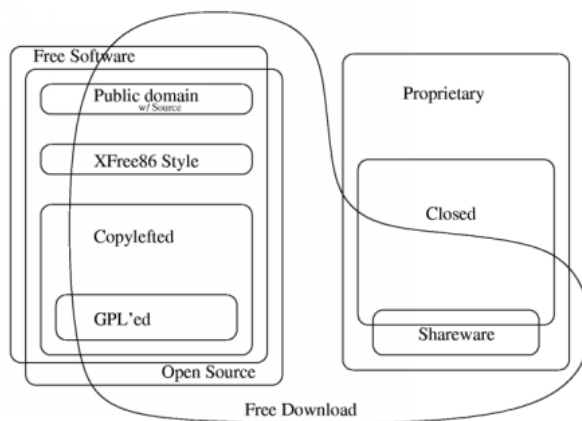 Free Software
Public domain
w/ Source
XFree86 Style
Copylefted
GPL'ed
Open Source
Proprietary
Closed
Shareware
Free Download